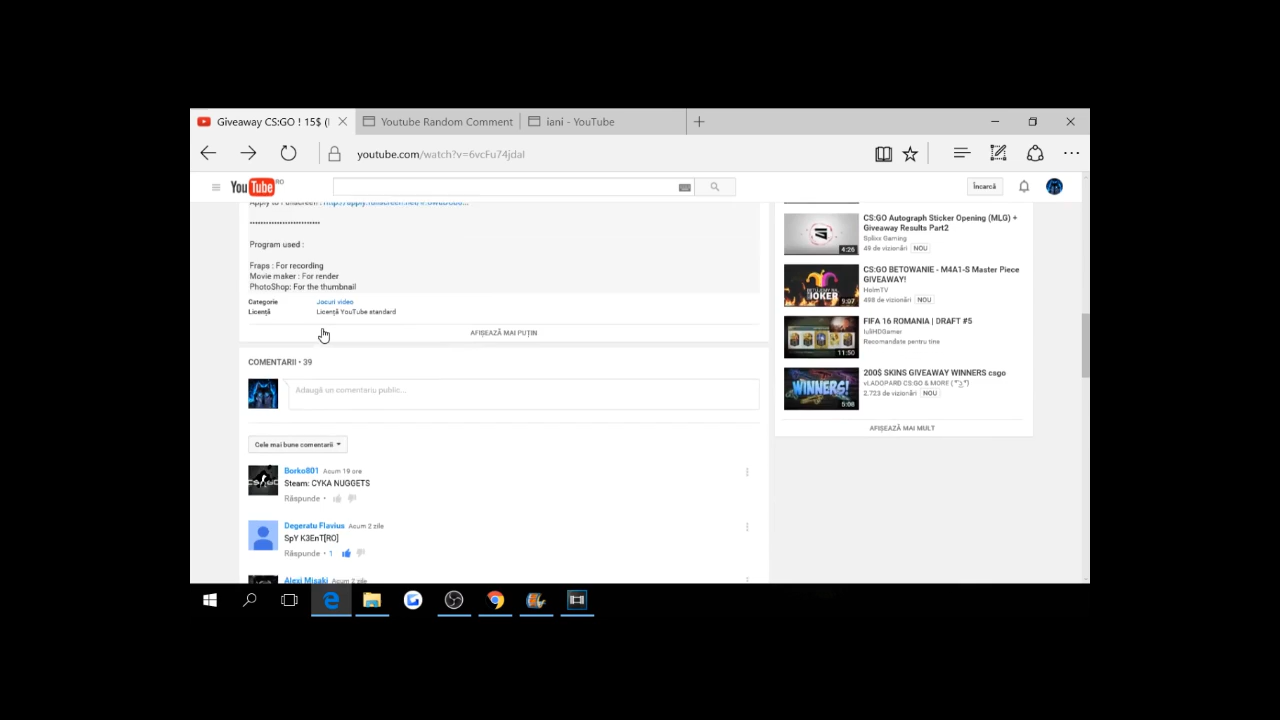 Giveaway CS:GO ! 15$ (
Youtube Random Comment
iani - YouTube
youtube.com/watch?v=6vcFu74jdaI
YouTube RO
Încarcă
Program used :
Fraps : For recording
Movie maker : For render
PhotoShop: For the thumbnail
Categorie Jocuri video
Licență Licență YouTube standard
AFIȘEAZĂ MAI PUȚIN
COMENTARII • 39
Adaugă un comentariu public...
Cele mai bune comentarii
Borko801 Acum 19 ore
Steam: CYKA NUGGETS
Răspunde •
Degeratu Flavius Acum 2 zile
SpY K3EnT[RO]
Răspunde • 1
Alexi Misaki Acum 2 zile
CS:GO Autograph Sticker Opening (MLG) +
Giveaway Results Part2
Splixx Gaming
48 de vizionări NOU
4:26
CS:GO BETOWANIE - M4A1-S Master Piece
GIVEAWAY!
HolmTV
498 de vizionări NOU
JOKER
9:07
FIFA 16 ROMANIA | DRAFT #5
IuliHDGamer
Recomandate pentru tine
11:50
200$ SKINS GIVEAWAY WINNERS csgo
vLADOPARD CS:GO & MORE ( ͡° ͜ʖ ͡°)
2.723 de vizionări NOU
WINNERS!
5:08
AFIȘEAZĂ MAI MULT